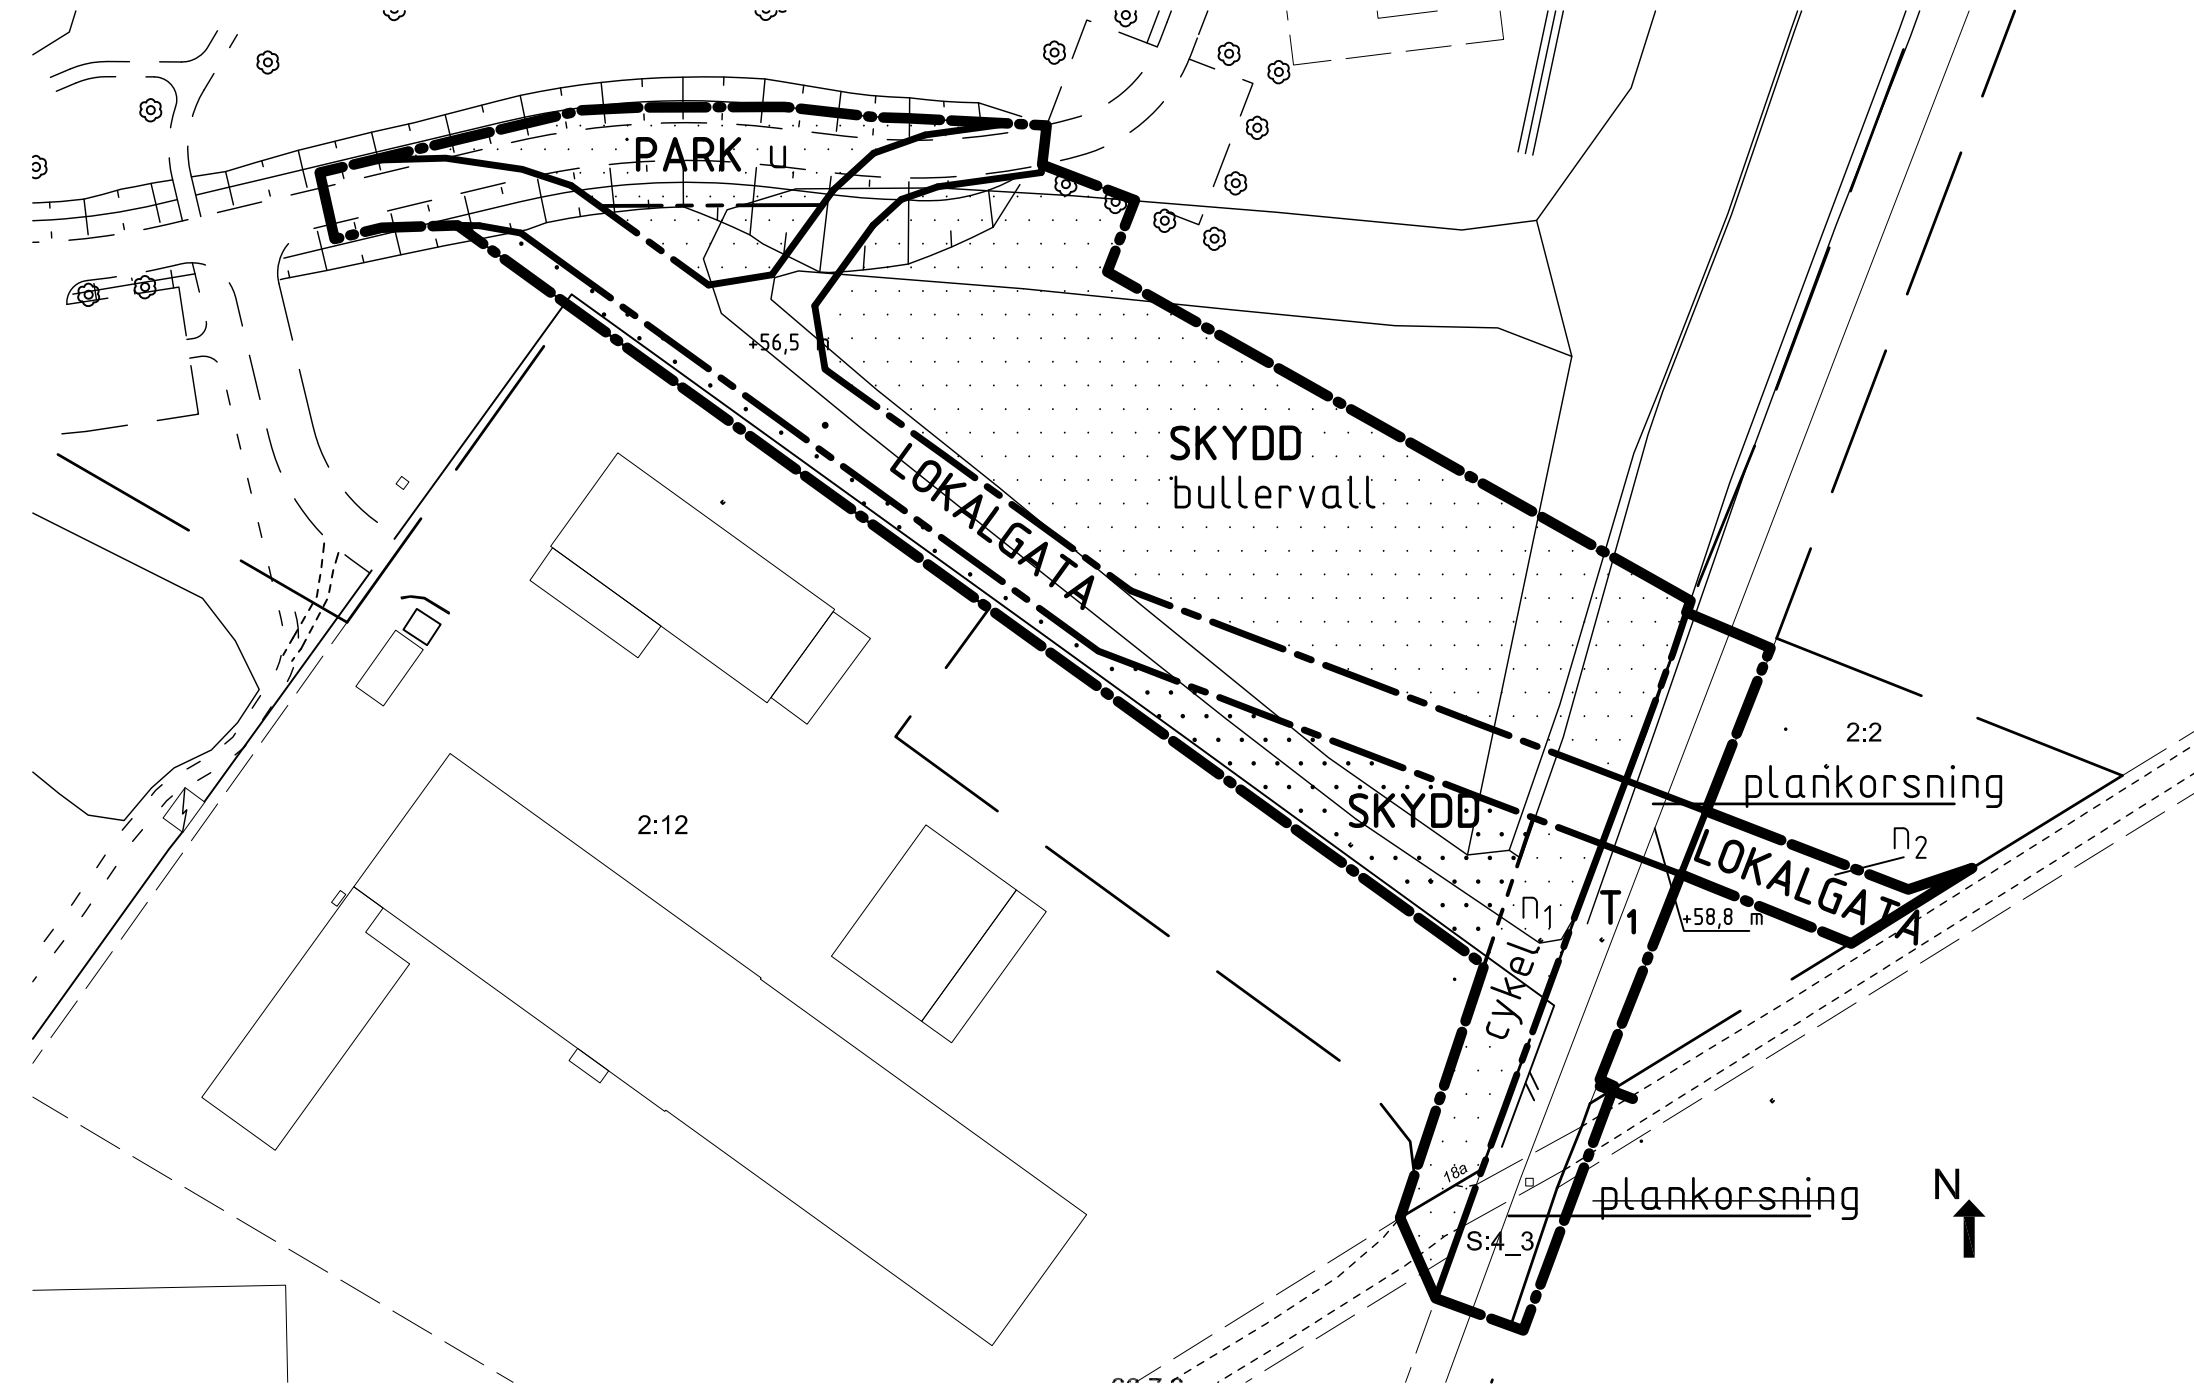 PARK u
+56,5 m
SKYDD
bullervall
LOKALGATA
2:2
plankorsning
SKYDD
2:12
n2
LOKALGATA
n1
T1
+58,8 m
cykel
18a
N
plankorsning
S:4_3